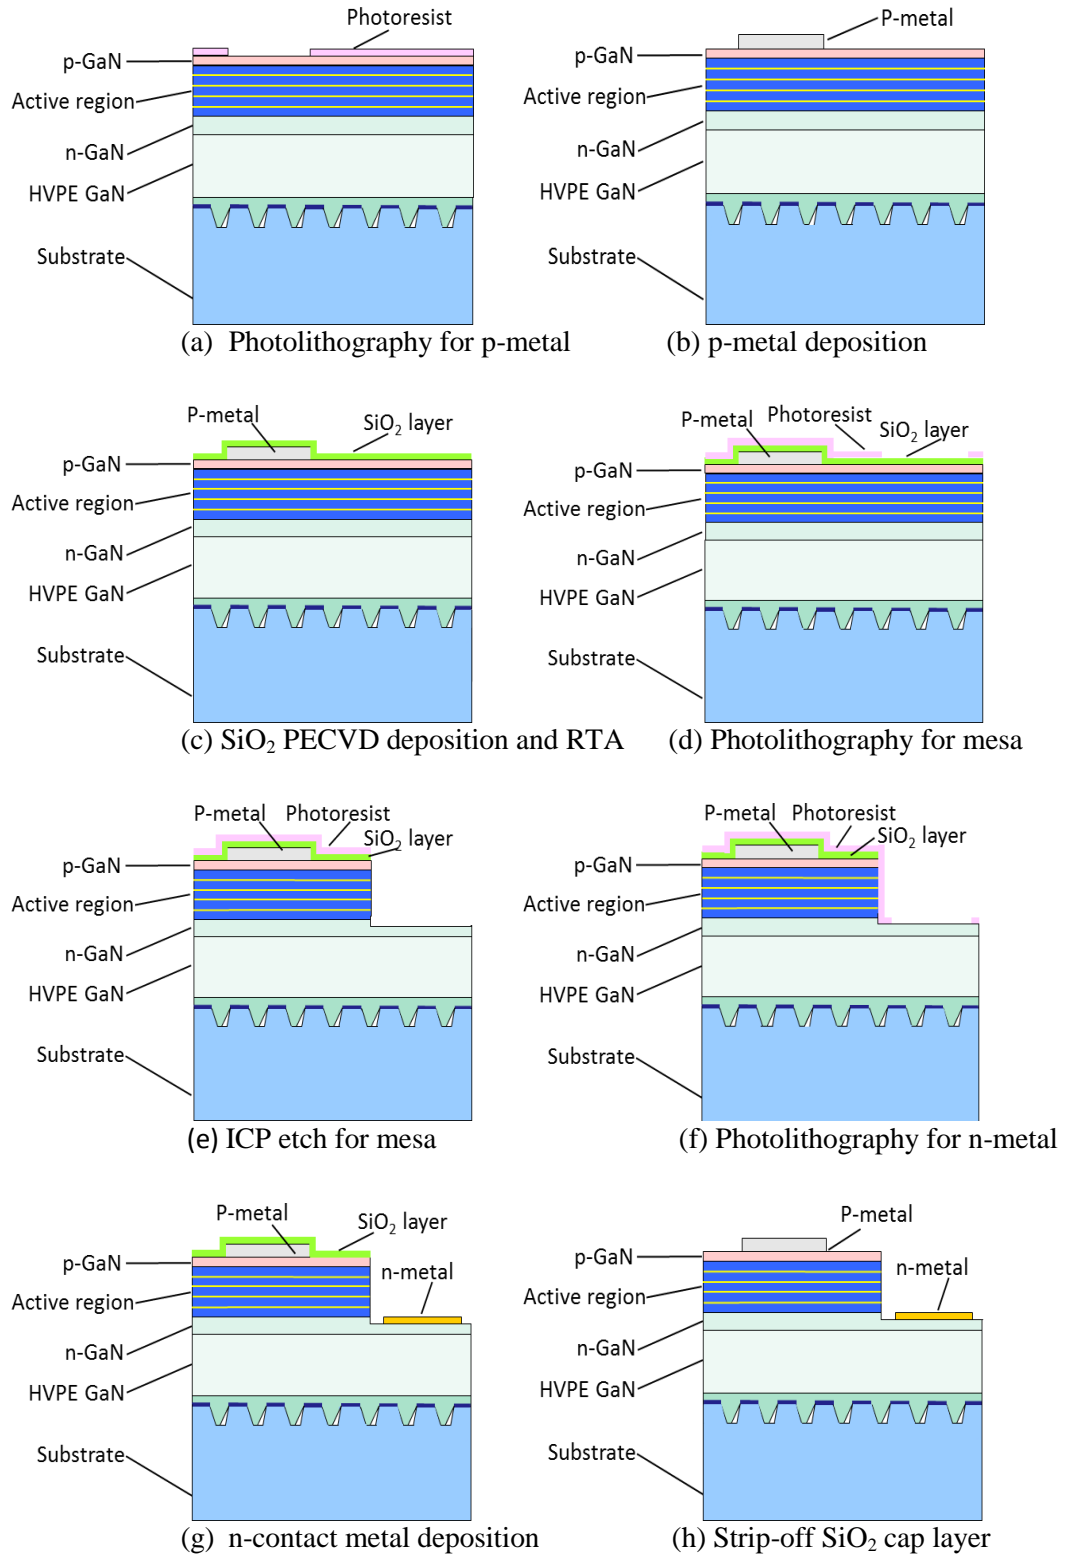 Photoresist
p-GaN
Active region
n-GaN
HVPE GaN
Substrate
(a) Photolithography for p-metal
P-metal
p-GaN
Active region
n-GaN
HVPE GaN
Substrate
(b) p-metal deposition
P-metal
SiO2 layer
p-GaN
Active region
n-GaN
HVPE GaN
Substrate
(c) SiO2 PECVD deposition and RTA
P-metal
Photoresist
SiO2 layer
p-GaN
Active region
n-GaN
HVPE GaN
Substrate
(d) Photolithography for mesa
P-metal
Photoresist
SiO2 layer
p-GaN
Active region
n-GaN
HVPE GaN
Substrate
(e) ICP etch for mesa
P-metal
Photoresist
SiO2 layer
p-GaN
Active region
n-GaN
HVPE GaN
Substrate
(f) Photolithography for n-metal
P-metal
SiO2 layer
p-GaN
n-metal
Active region
n-GaN
HVPE GaN
Substrate
(g) n-contact metal deposition
P-metal
p-GaN
n-metal
Active region
n-GaN
HVPE GaN
Substrate
(h) Strip-off SiO2 cap layer